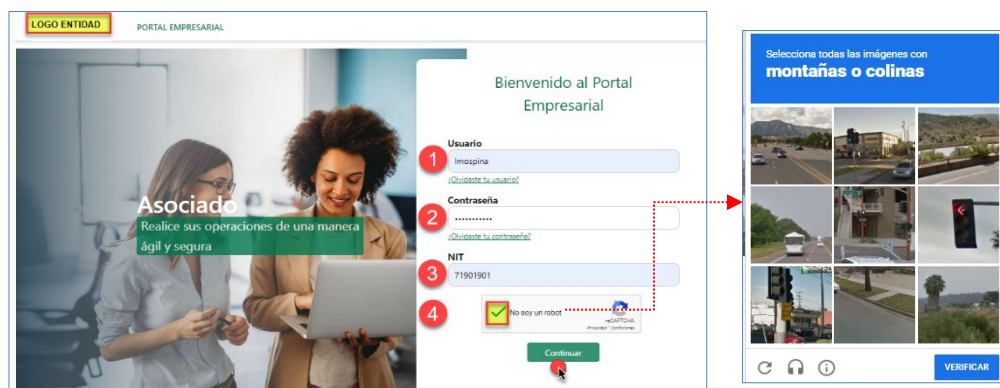 LOGO ENTIDAD
PORTAL EMPRESARIAL
Bienvenido al Portal
Empresarial
Asociado
Realice sus operaciones de una manera
ágil y segura
Usuario
1
lmospina
¿Olvidaste tu usuario?
Contraseña
2
...........
¿Olvidaste tu contraseña?
NIT
3
71901901
4
No soy un robot
reCAPTCHA
Privacidad - Condiciones
Continuar
Selecciona todas las imágenes con
montañas o colinas
VERIFICAR